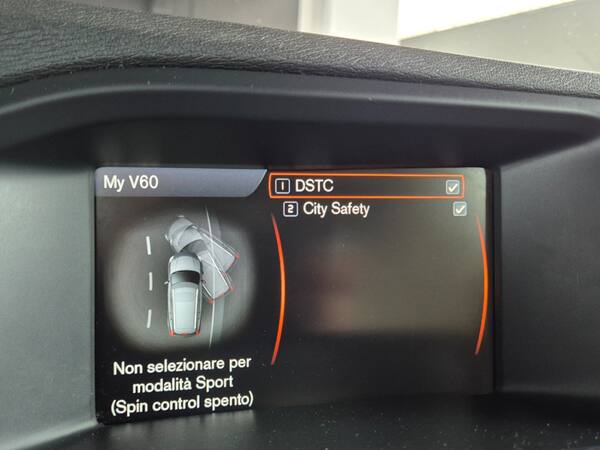 My V60
1 DSTC
2 City Safety
Non selezionare per
modalità Sport
(Spin control spento)